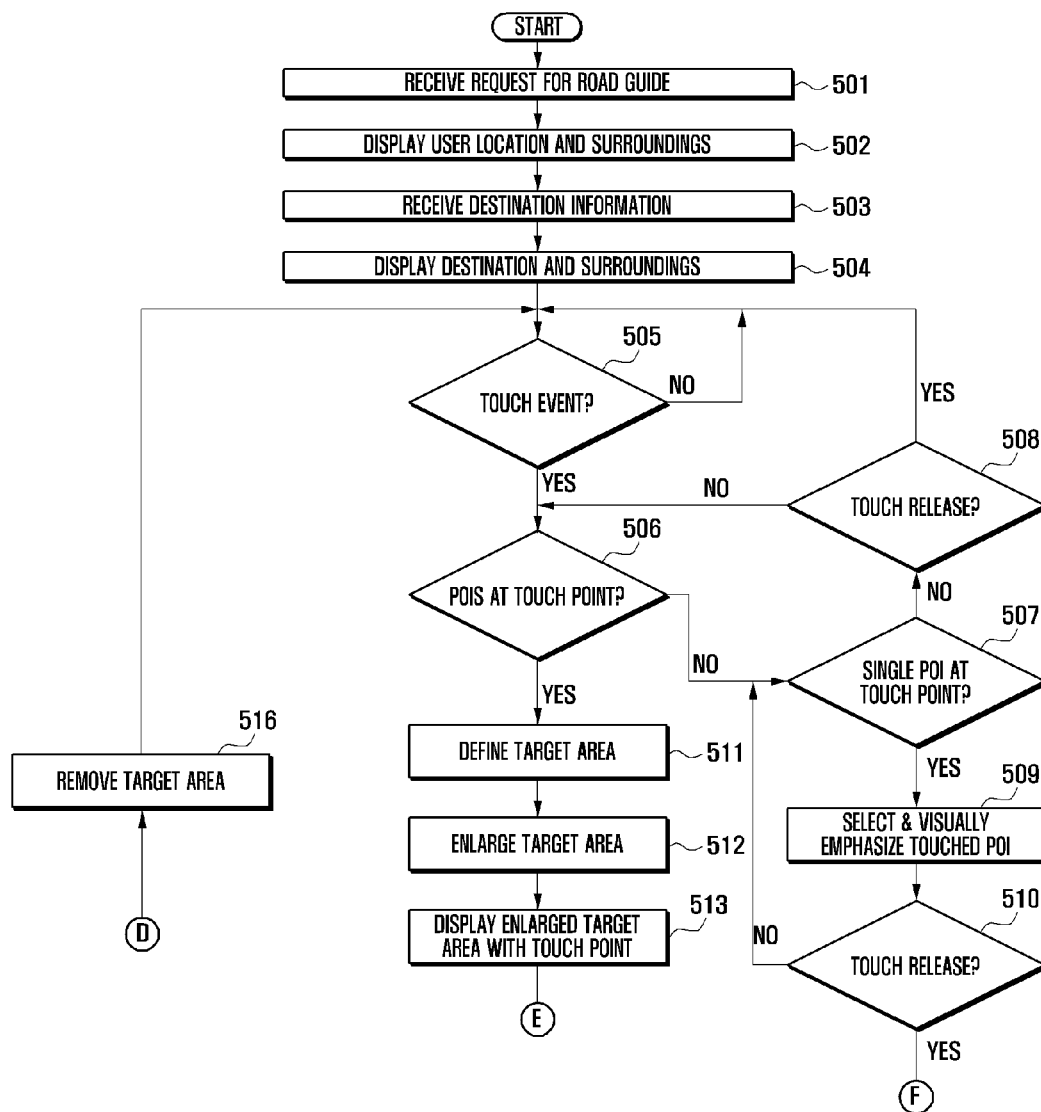 START
RECEIVE REQUEST FOR ROAD GUIDE
501
DISPLAY USER LOCATION AND SURROUNDINGS
502
RECEIVE DESTINATION INFORMATION
503
DISPLAY DESTINATION AND SURROUNDINGS
504
505
TOUCH EVENT?
NO
YES
YES
508
TOUCH RELEASE?
NO
506
POIS AT TOUCH POINT?
NO
NO
507
SINGLE POI AT
TOUCH POINT?
YES
YES
516
REMOVE TARGET AREA
DEFINE TARGET AREA
511
509
SELECT & VISUALLY
EMPHASIZE TOUCHED POI
ENLARGE TARGET AREA
512
D
DISPLAY ENLARGED TARGET
AREA WITH TOUCH POINT
513
510
NO
TOUCH RELEASE?
E
YES
F